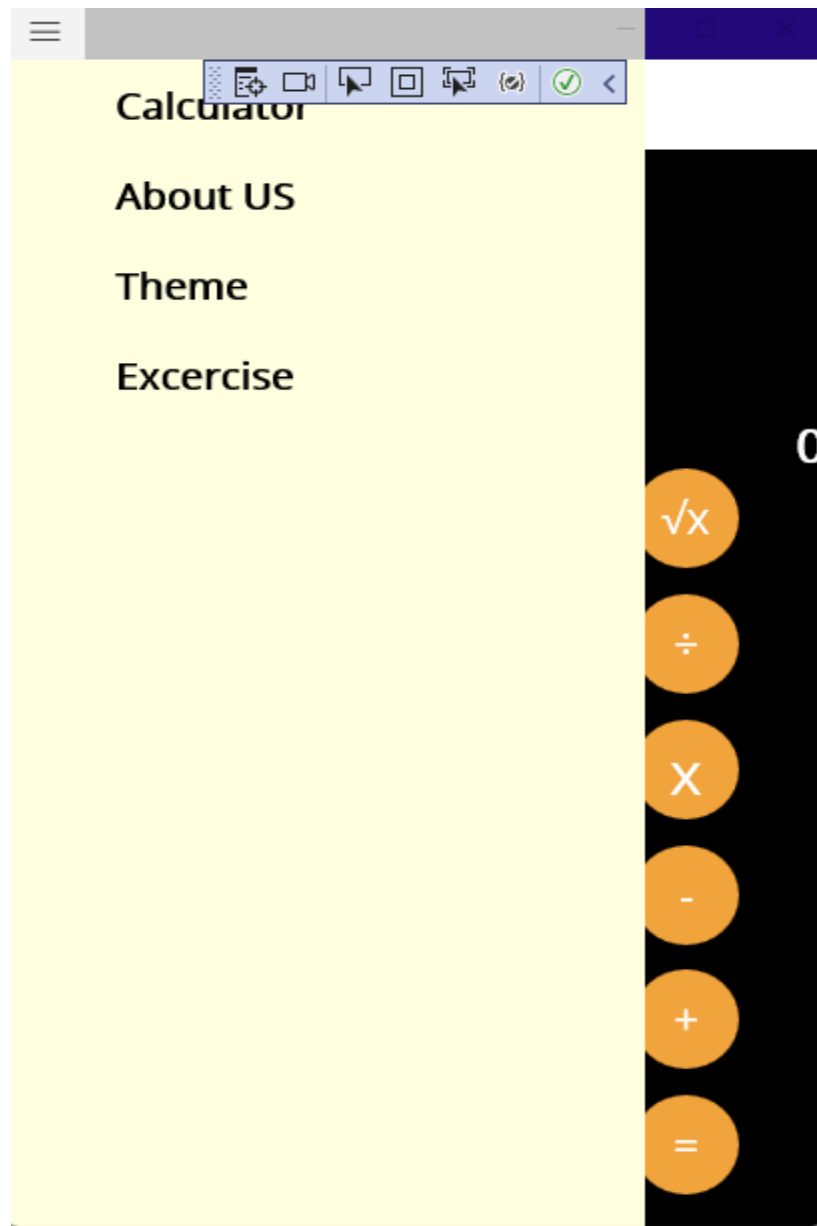 Calculator
About US
Theme
Excercise
0
√x
÷
x
-
+
=